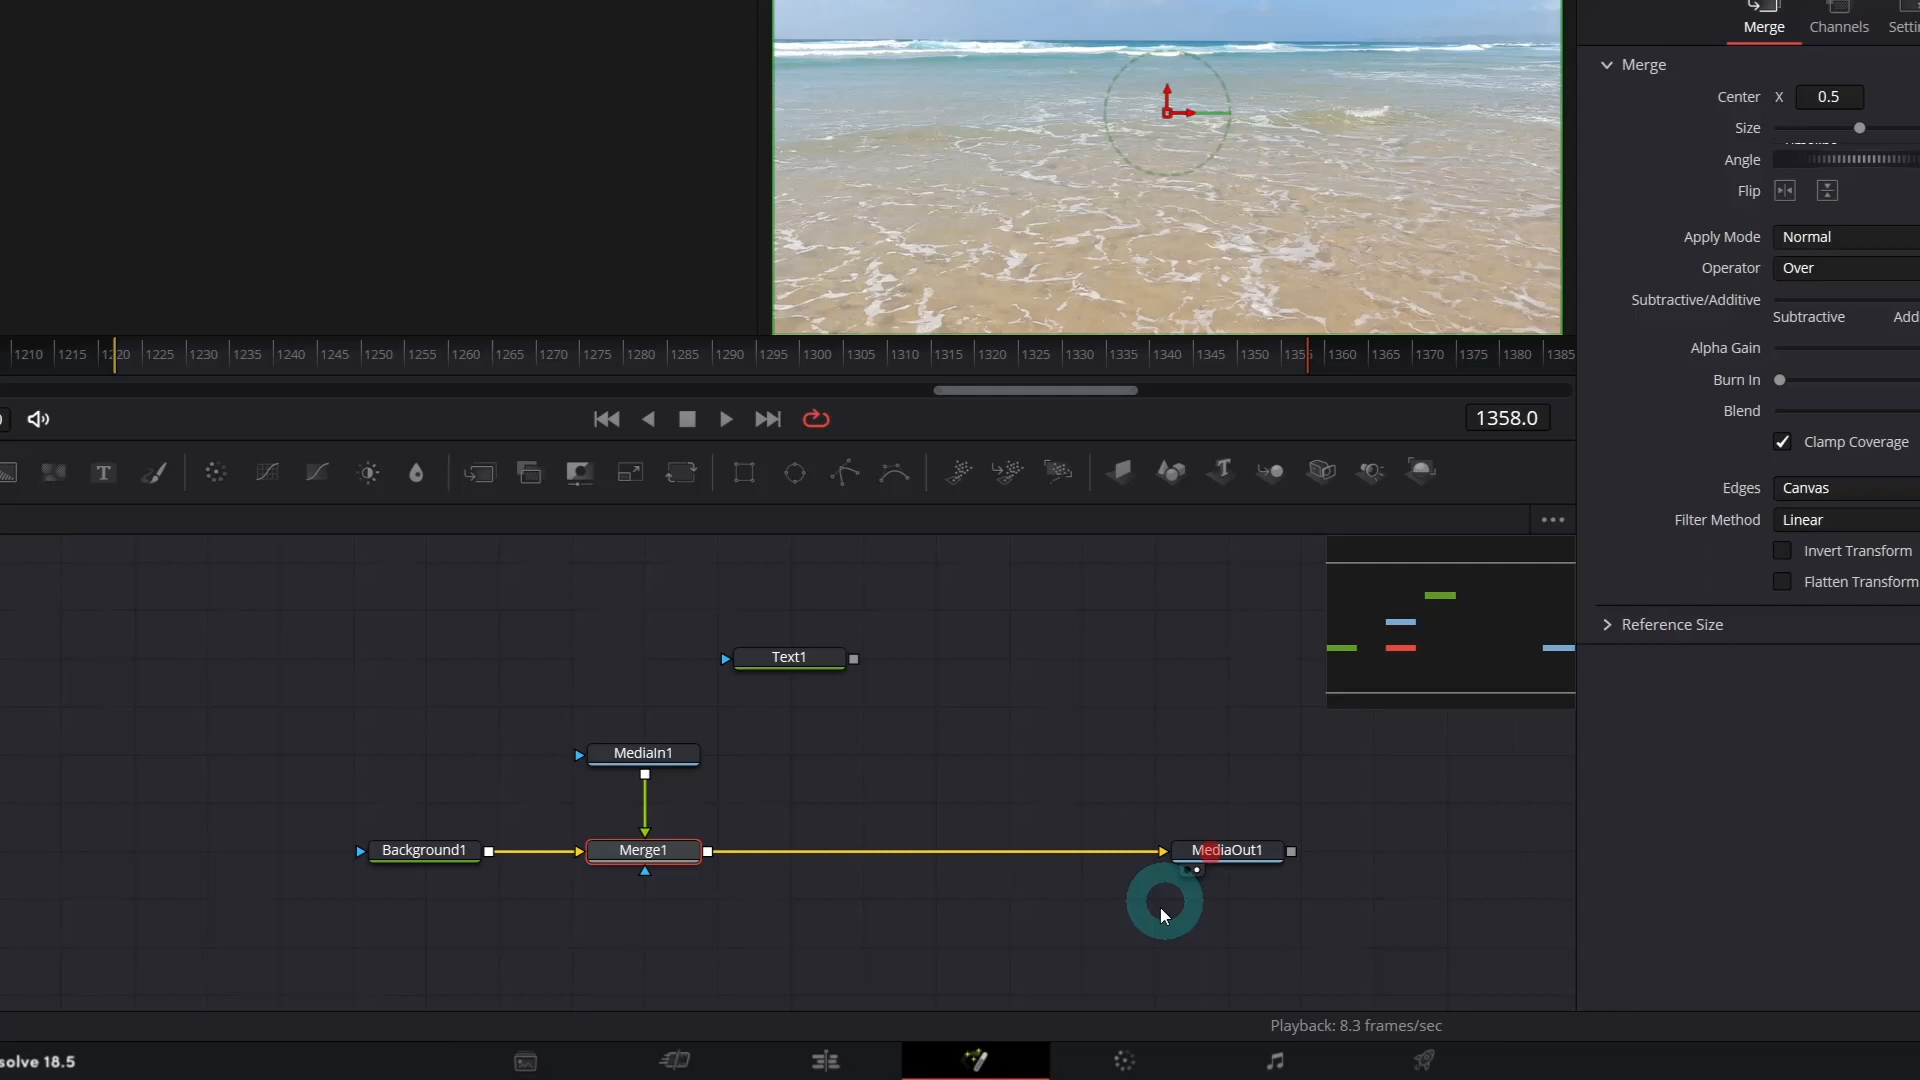 Merge Channels
Merge
Center X 0.5
Size
Angle
Flip
Apply Mode Normal
Operator Over
Subtractive/Additive
Subtractive Add
Alpha Gain
Burn In
Blend
Clamp Coverage
Edges Canvas
Filter Method Linear
Invert Transform
Flatten Transform
Reference Size
1210 1215 1220 1225 1230 1235 1240 1245 1250 1255 1260 1265 1270 1275 1280 1285 1290 1295 1300 1305 1310 1315 1320 1325 1330 1335 1340 1345 1350 1355 1360 1365 1370 1375 1380 1385
1358.0
T
Text1
MediaIn1
Background1 Merge1 MediaOut1
Playback: 8.3 frames/sec
solve 18.5